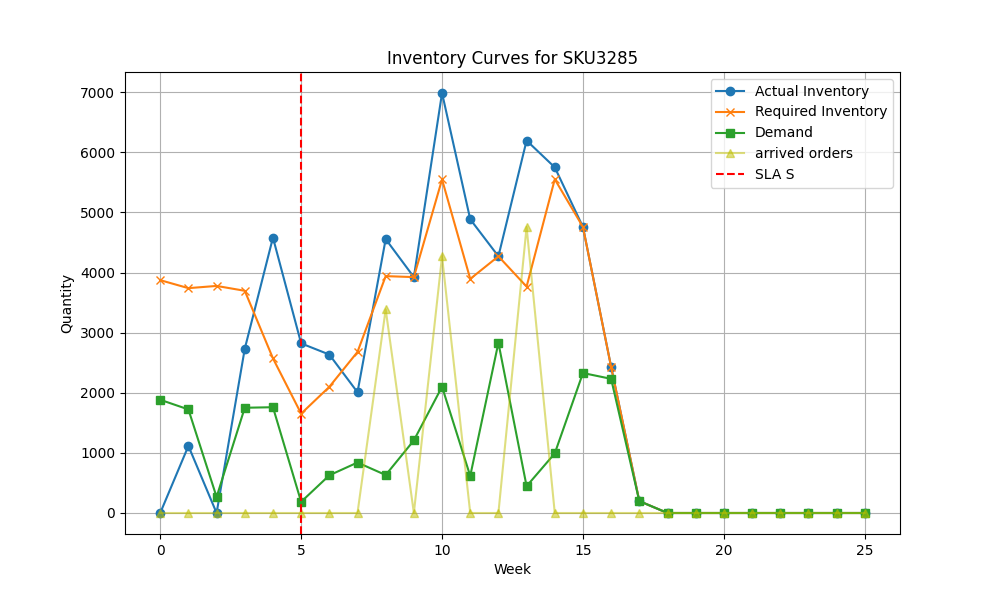 Inventory Curves for SKU3285
Actual Inventory
Required Inventory
Demand
arrived orders
SLA S
Quantity
7000
6000
5000
4000
3000
2000
1000
0
0 5 10 15 20 25
Week